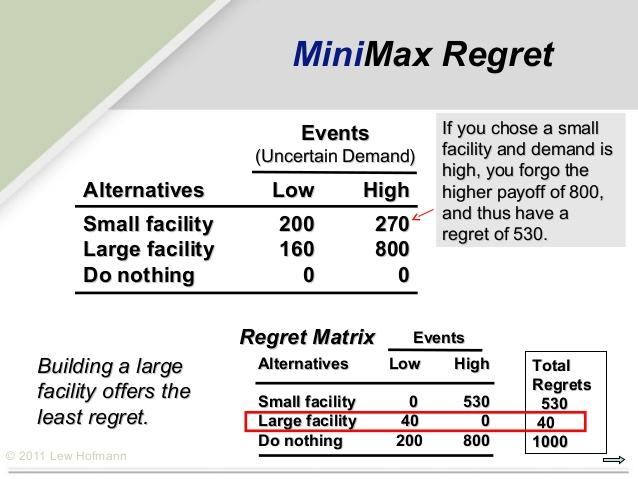 MiniMax Regret
Events
(Uncertain Demand)
Alternatives Low High
Small facility 200 270
Large facility 160 800
Do nothing 0 0
If you chose a small
facility and demand is
high, you forgo the
higher payoff of 800,
and thus have a
regret of 530.
Building a large
facility offers the
least regret.
Regret Matrix Events
Alternatives Low High
Small facility 0 530
Large facility 40 0
Do nothing 200 800
Total
Regrets
530
40
1000
© 2011 Lew Hofmann